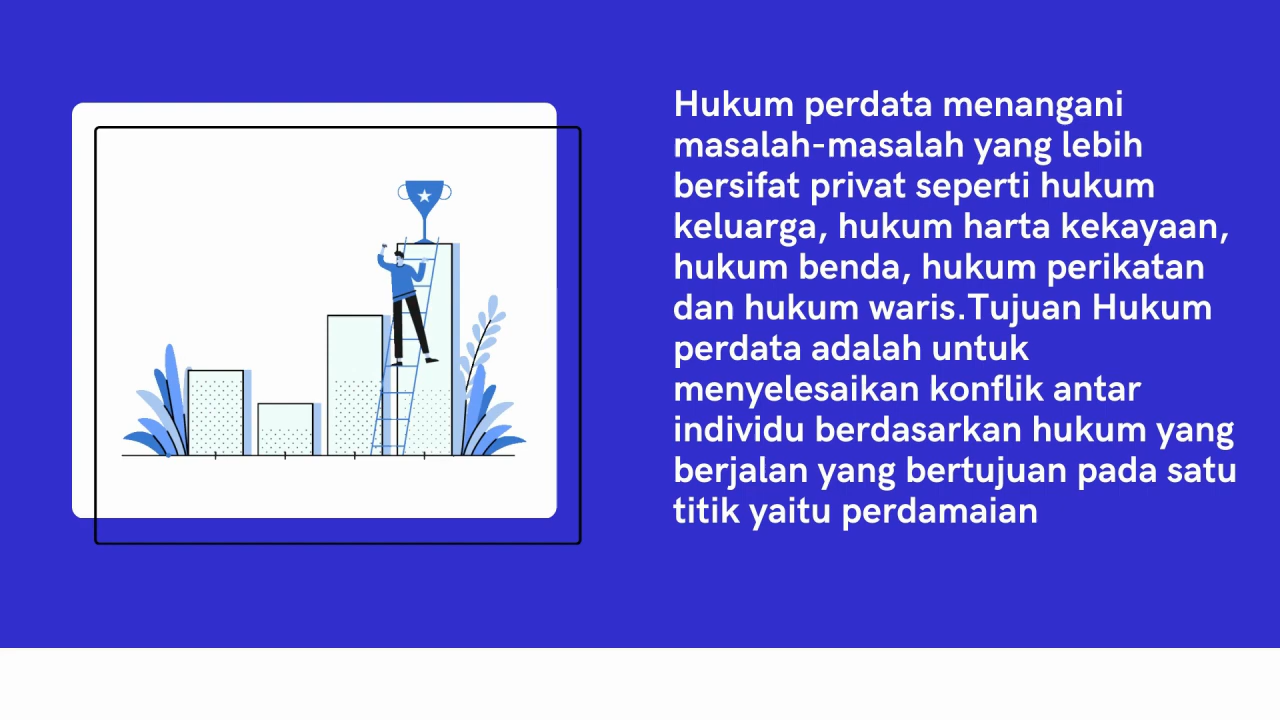 Hukum perdata menangani
masalah-masalah yang lebih
bersifat privat seperti hukum
keluarga, hukum harta kekayaan,
hukum benda, hukum perikatan
dan hukum waris.Tujuan Hukum
perdata adalah untuk
menyelesaikan konflik antar
individu berdasarkan hukum yang
berjalan yang bertujuan pada satu
titik yaitu perdamaian